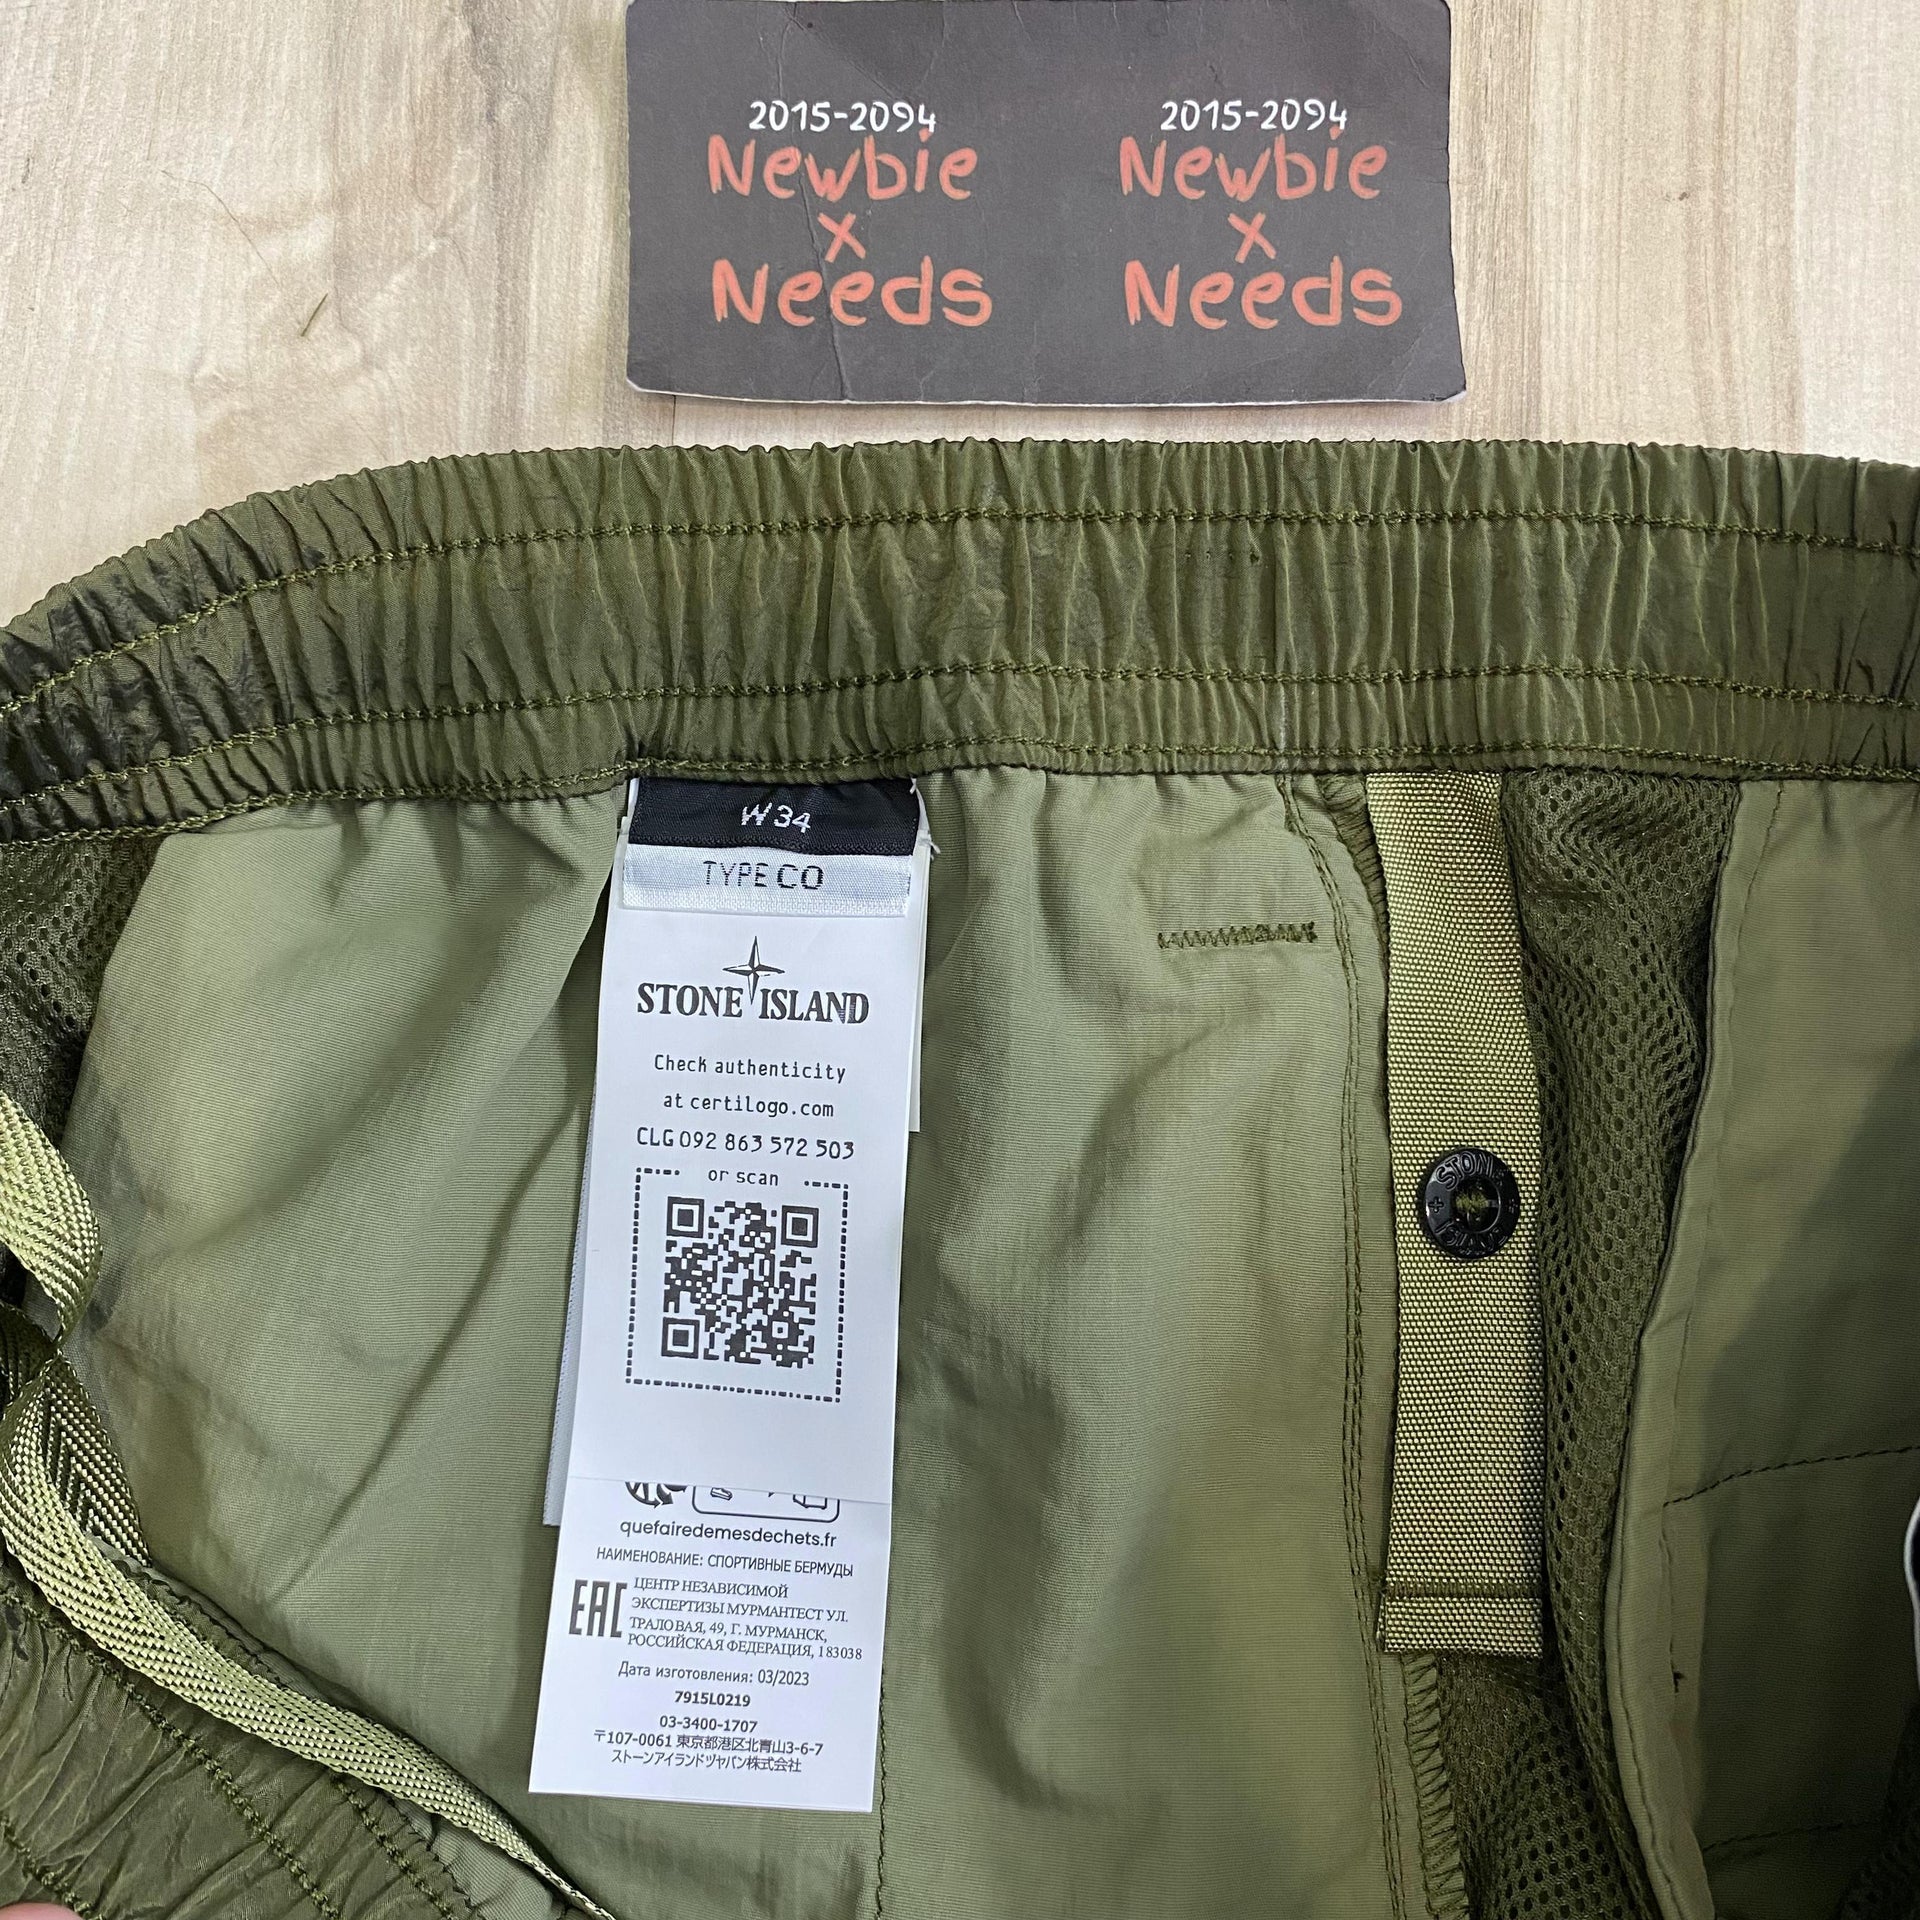 2015-2094
Newbie
x
Needs
2015-2094
Newbie
x
Needs
W34
TYPE CO
STONE ISLAND
Check authenticity
at certilogo.com
CLG 092 863 572 503
or scan
STONE
ISLAND
quefairedemesdechets.fr
НАИМЕНОВАНИЕ: СПОРТИВНЫЕ БЕРМУДЫ
EAC
ЦЕНТР НЕЗАВИСИМОЙ
ЭКСПЕРТИЗЫ МУРМАНТЕСТ УЛ.
ТРАЛОВАЯ, 49, Г. МУРМАНСК,
РОССИЙСКАЯ ФЕДЕРАЦИЯ, 183038
Дата изготовления: 03/2023
7915L0219
03-3400-1707
〒107-0061 東京都港区北青山3-6-7
ストーンアイランドジャパン株式会社